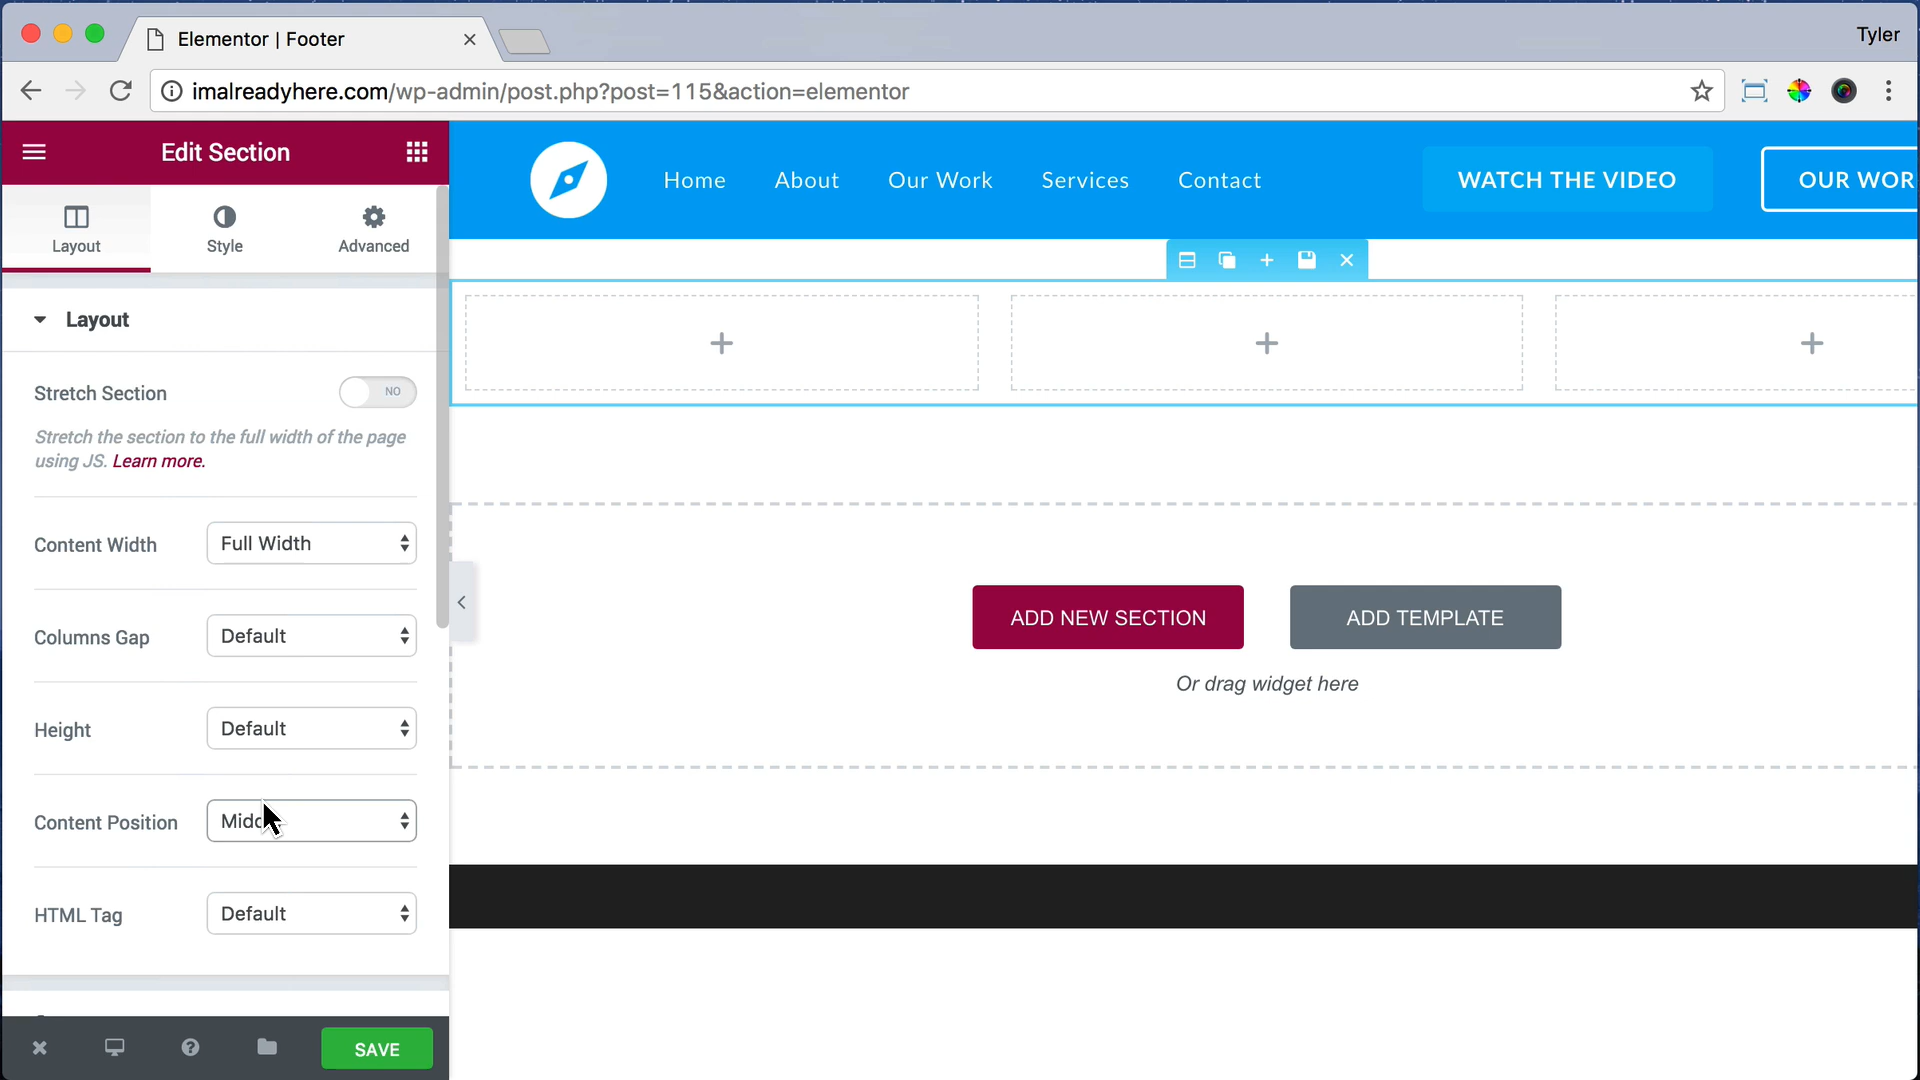 Elementor | Footer
Tyler
imalreadyhere.com/wp-admin/post.php?post=115&action=elementor
Edit Section
Home
About
Our Work
Services
Contact
WATCH THE VIDEO
OUR WOR
Layout
Style
Advanced
Layout
Stretch Section
NO
Stretch the section to the full width of the page
using JS. Learn more.
Content Width
Full Width
Columns Gap
Default
ADD NEW SECTION
ADD TEMPLATE
Or drag widget here
Height
Default
Content Position
HTML Tag
Default
SAVE